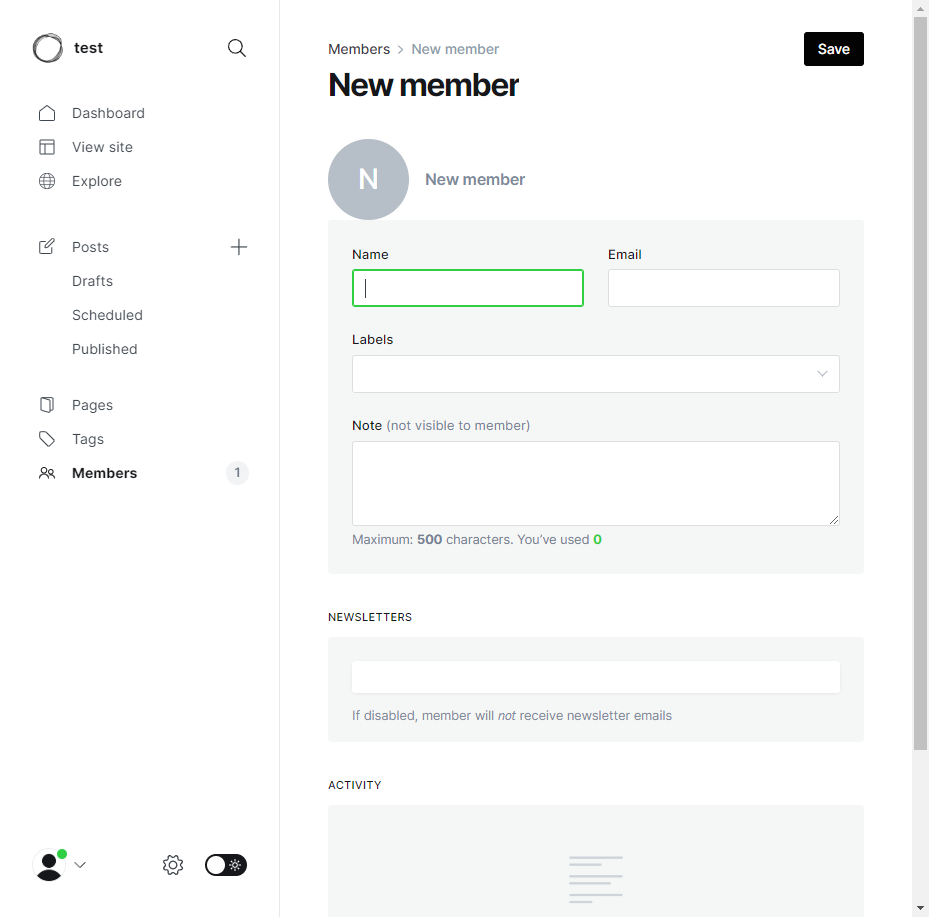 test
Dashboard
View site
Explore
Posts
Drafts
Scheduled
Published
Pages
Tags
Members 1
Members > New member
Save
New member
N New member
Name Email
Labels
Note (not visible to member)
Maximum: 500 characters. You’ve used 0
NEWSLETTERS
If disabled, member will not receive newsletter emails
ACTIVITY